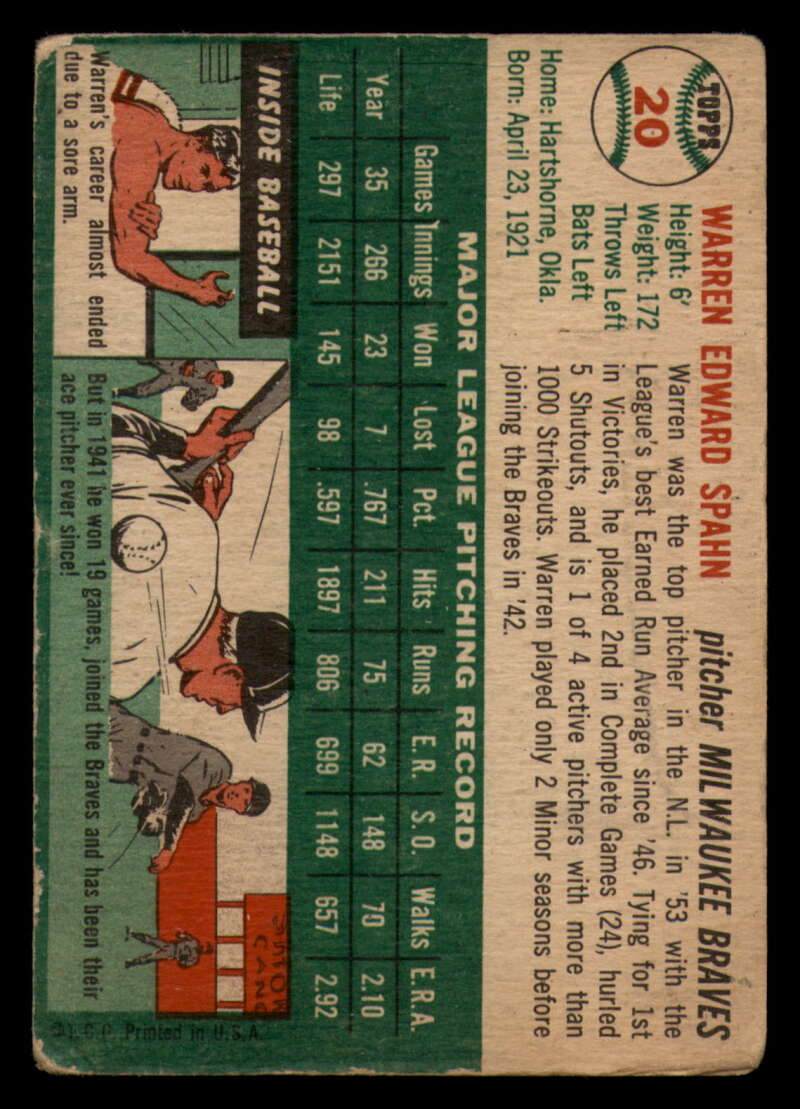 TOPPS
20
WARREN EDWARD SPAHN pitcher MILWAUKEE BRAVES
Height: 6'
Weight: 172
Throws Left
Bats Left
Home: Hartshorne, Okla.
Born: April 23, 1921
Warren was the top pitcher in the N.L. in '53 with the
League's best Earned Run Average since '46. Tying for 1st
in Victories, he placed 2nd in Complete Games (24), hurled
5 Shutouts, and is 1 of 4 active pitchers with more than
1000 Strikeouts. Warren played only 2 Minor seasons before
joining the Braves in '42.
MAJOR LEAGUE PITCHING RECORD
Games Innings Won Lost Pct. Hits Runs E.R. S.O. Walks E.R.A.
Year 35 266 23 7 .767 211 75 62 148 70 2.10
Life 297 2151 145 98 .597 1897 806 699 1148 657 2.92
INSIDE BASEBALL
Warren's career almost ended
due to a sore arm.
But in 1941 he won 19 games, joined the Braves and has been their
ace pitcher ever since!
©T.C.G. Printed in U.S.A.